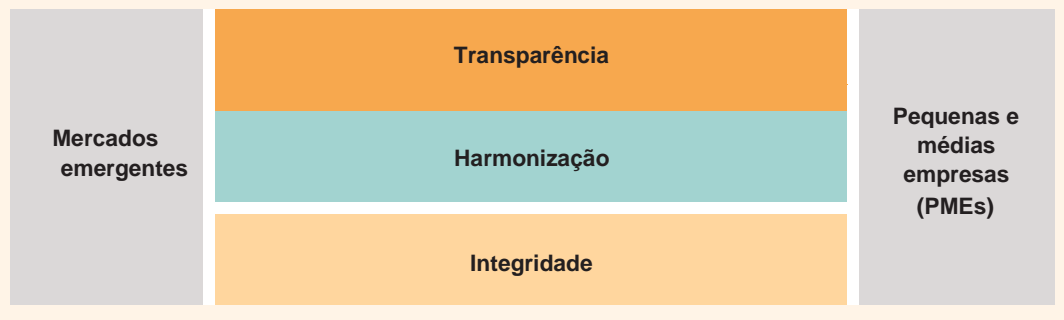 Mercados
emergentes
Transparência
Harmonização
Integridade
Pequenas e
médias
empresas
(PMEs)